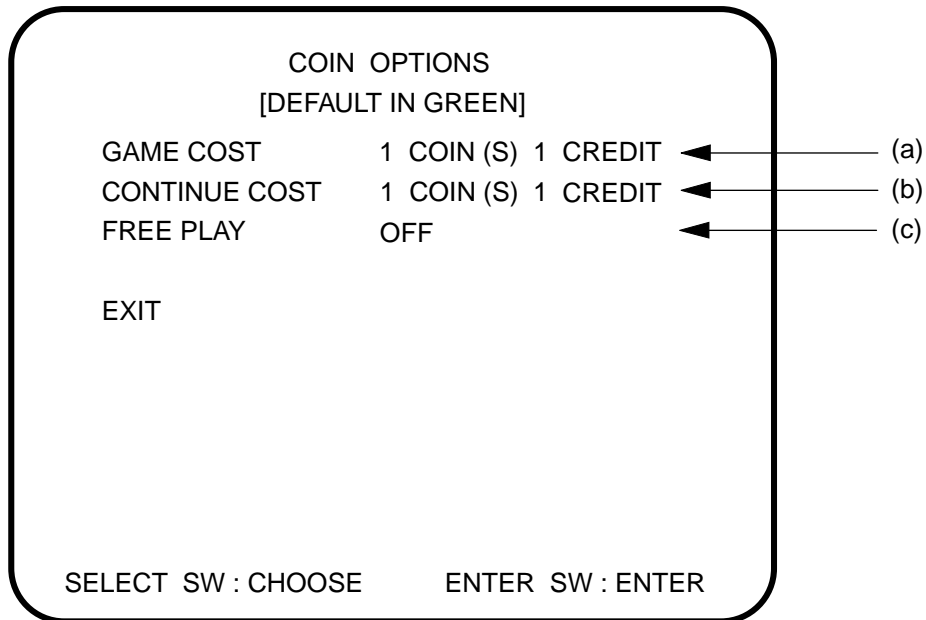 COIN OPTIONS
[DEFAULT IN GREEN]
GAME COST 1 COIN (S) 1 CREDIT (a)
CONTINUE COST 1 COIN (S) 1 CREDIT (b)
FREE PLAY OFF (c)
EXIT
SELECT SW : CHOOSE ENTER SW : ENTER